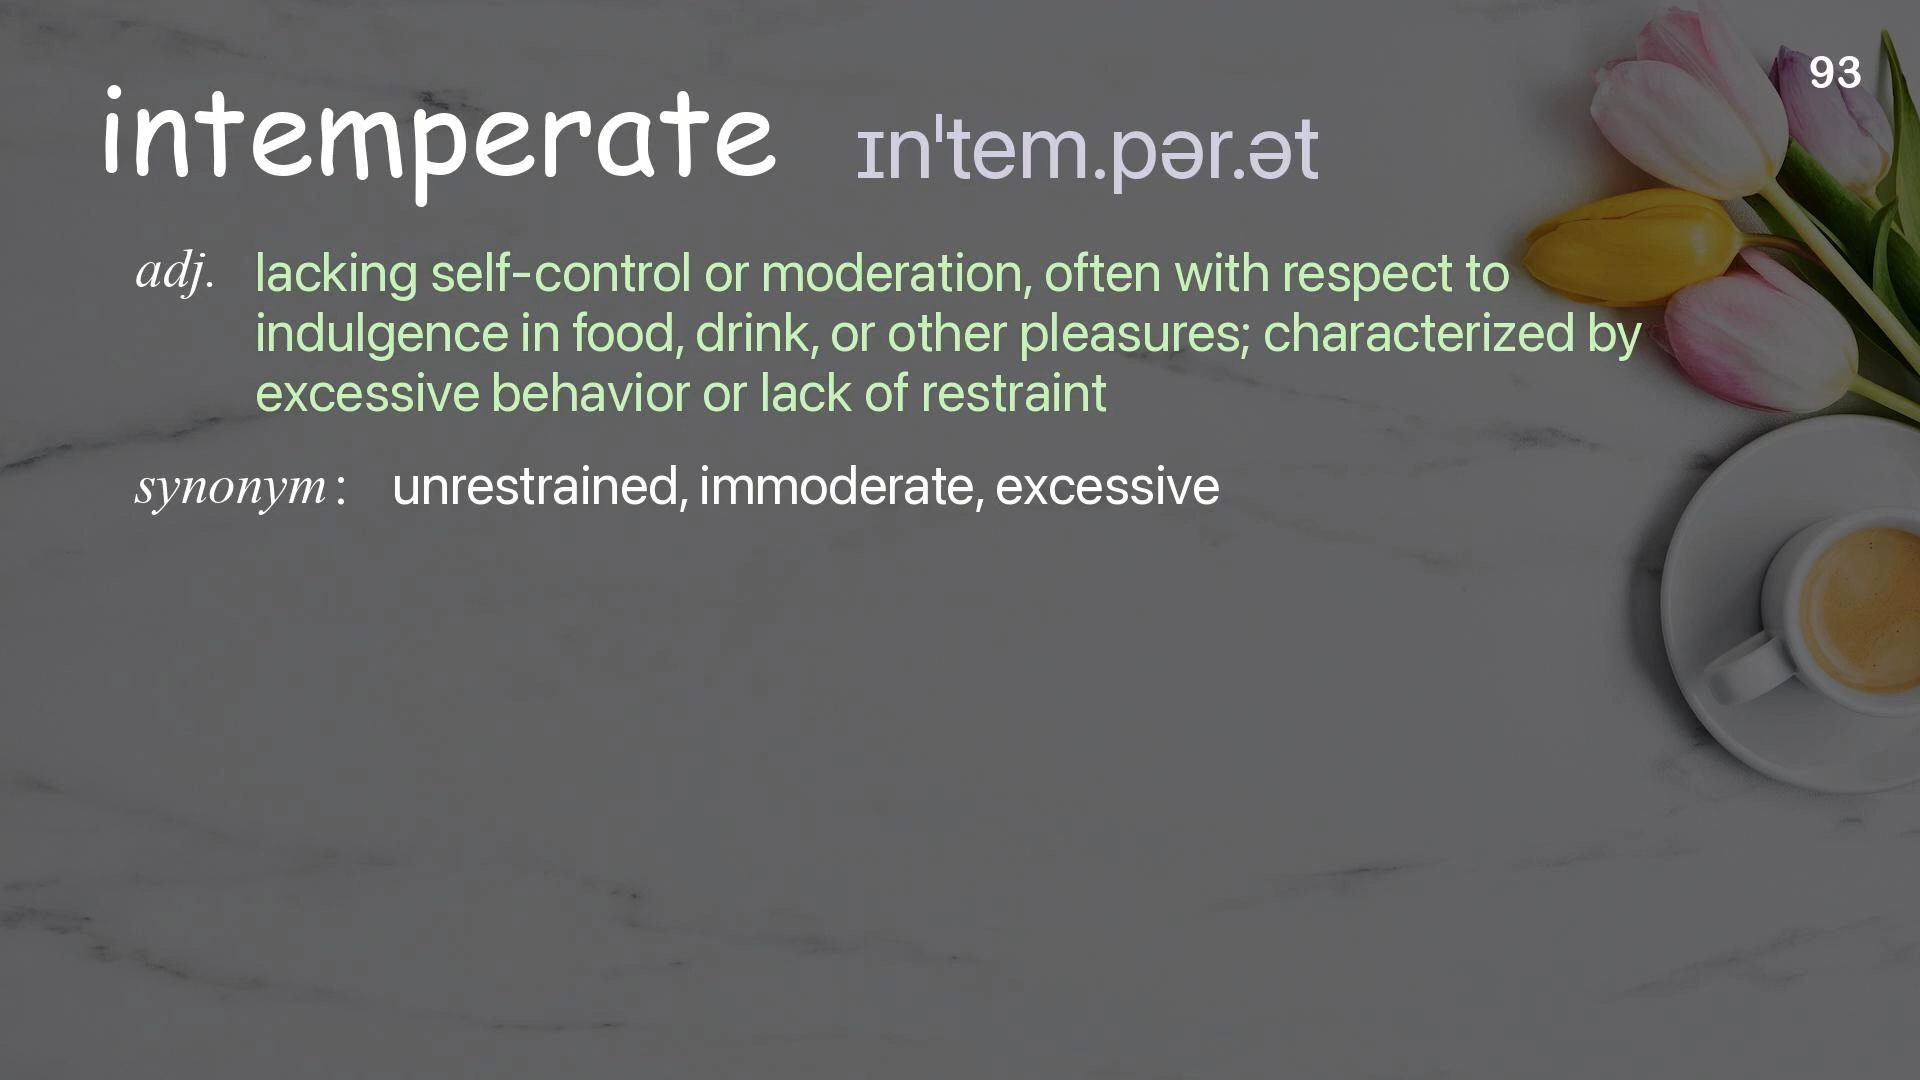 93
intemperate ɪnˈtem.pər.ət
adj. lacking self-control or moderation, often with respect to
indulgence in food, drink, or other pleasures; characterized by
excessive behavior or lack of restraint
synonym : unrestrained, immoderate, excessive